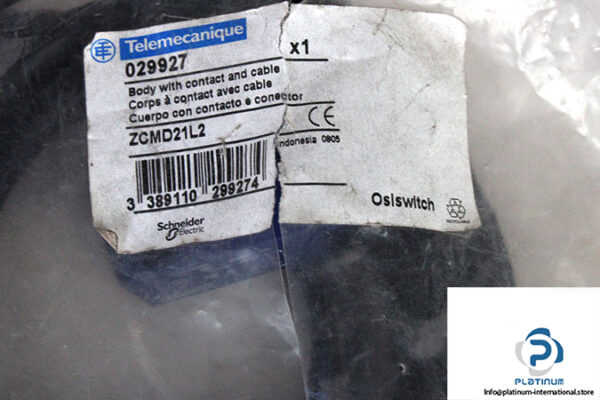 Telemecanique
029927
x1
Body with contact and cable
Corps à contact avec cable
Cuerpo con contacto e conector
ZCMD21L2
CE
ndonesia 0805
3 389110 299274
Osiswitch
Schneider
Electric
PLATINUM
Info@platinum-international.store